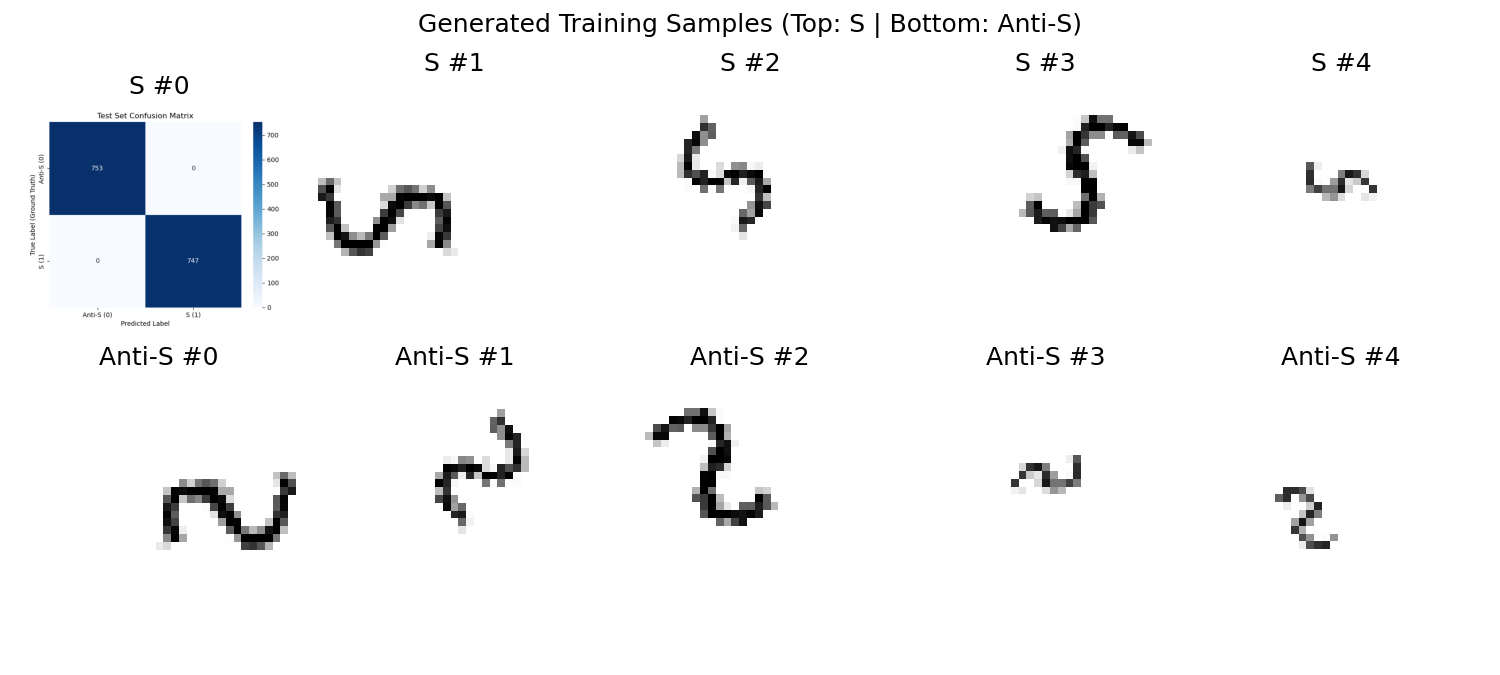 Generated Training Samples (Top: S | Bottom: Anti-S)
S #0
S #1
S #2
S #3
S #4
Test Set Confusion Matrix
True Label (Ground Truth)
Anti-S (0)
S (1)
753
0
0
747
Anti-S (0)
S (1)
Predicted Label
700
600
500
400
300
200
100
0
Anti-S #0
Anti-S #1
Anti-S #2
Anti-S #3
Anti-S #4